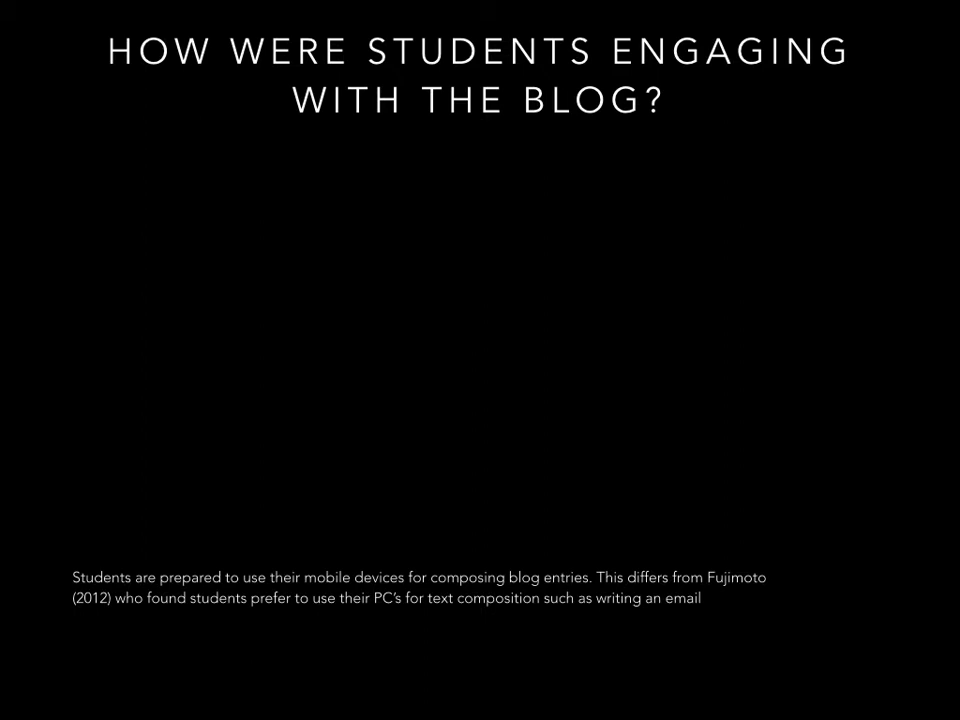 HOW WERE STUDENTS ENGAGING
WITH THE BLOG?
Students are prepared to use their mobile devices for composing blog entries. This differs from Fujimoto
(2012) who found students prefer to use their PC's for text composition such as writing an email